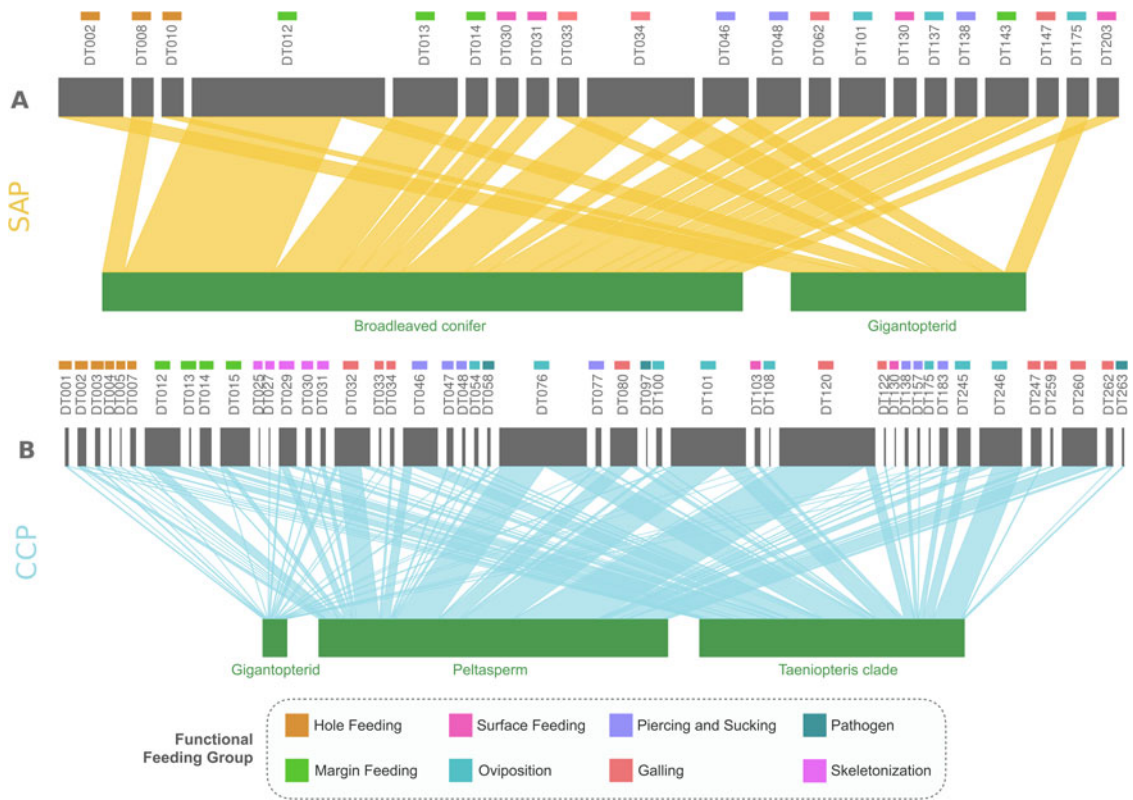 DT002 DT008 DT010 DT012 DT013 DT014 DT030 DT031 DT033 DT034 DT046 DT048 DT062 DT101 DT130 DT137 DT138 DT143 DT147 DT175 DT203
A
SAP
Broadleaved conifer Gigantopterid
DT001 DT002 DT003 DT004 DT005 DT007 DT012 DT013 DT014 DT015 DT025 DT027 DT029 DT030 DT031 DT032 DT033 DT034 DT046 DT047 DT048 DT054 DT058 DT076 DT077 DT080 DT097 DT100 DT101 DT103 DT108 DT120 DT122 DT130 DT138 DT157 DT175 DT183 DT245 DT246 DT247 DT259 DT260 DT262 DT263
B
CCP
Gigantopterid Peltasperm Taeniopteris clade
Functional
Feeding Group
Hole Feeding Surface Feeding Piercing and Sucking Pathogen
Margin Feeding Oviposition Galling Skeletonization